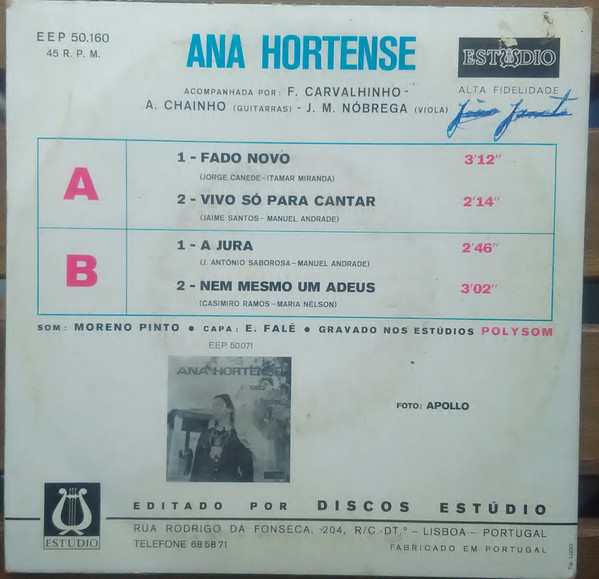 EEP 50.160
45 R. P. M.
ANA HORTENSE
ESTÚDIO
ALTA FIDELIDADE
ACOMPANHADA POR: F. CARVALHINHO -
A. CHAINHO (GUITARRAS) - J. M. NÓBREGA (VIOLA)
A
1 - FADO NOVO 3'12"
(JORGE CANEDE - ITAMAR MIRANDA)
2 - VIVO SÓ PARA CANTAR 2'14"
(JAIME SANTOS - MANUEL ANDRADE)
B
1 - A JURA 2'46"
(J. ANTÓNIO SABOROSA - MANUEL ANDRADE)
2 - NEM MESMO UM ADEUS 3'02"
(CASIMIRO RAMOS - MARIA NÉLSON)
SOM: MORENO PINTO • CAPA: E. FALÉ • GRAVADO NOS ESTÚDIOS POLYSOM
EEP 50071
ANA HORTENSE
FOTO: APOLLO
EDITADO POR DISCOS ESTÚDIO
RUA RODRIGO DA FONSECA, 204, R/C.-DT.º - LISBOA - PORTUGAL
ESTÚDIO
TELEFONE 68 58 71
FABRICADO EM PORTUGAL